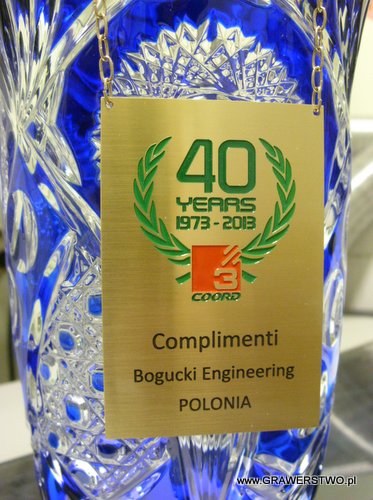 40
YEARS
1973-2013
3
COORD
Complimenti
Bogucki Engineering
POLONIA
www.GRAWERSTWO.pl